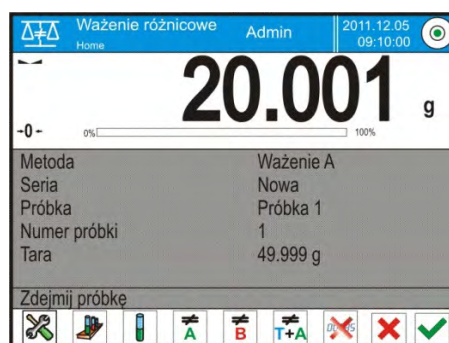 Ważenie różnicowe Admin 2011.12.05
Home 09:10:00
20.001 g
→0← 0% 100%
Metoda Ważenie A
Seria Nowa
Próbka Próbka 1
Numer próbki 1
Tara 49.999 g
Zdejmij próbkę
A B T+A